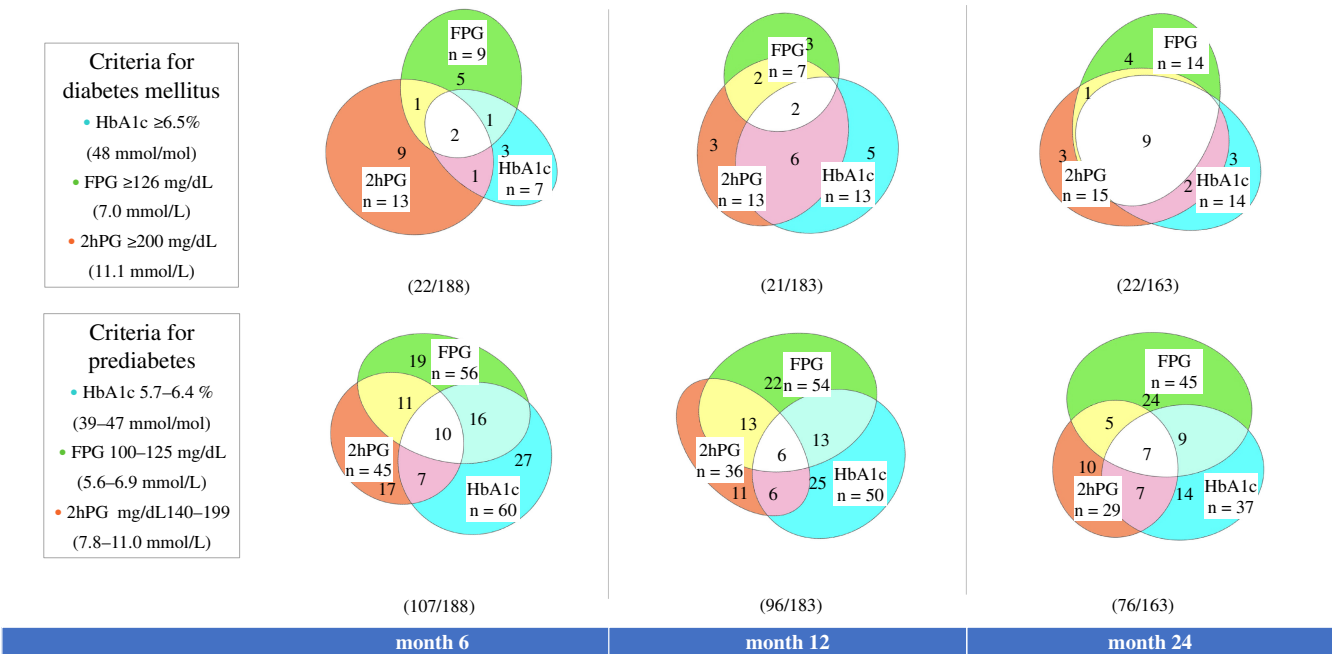 Criteria for
diabetes mellitus
• HbA1c ≥6.5%
(48 mmol/mol)
• FPG ≥126 mg/dL
(7.0 mmol/L)
• 2hPG ≥200 mg/dL
(11.1 mmol/L)
FPG
n = 9
5
1
1
2
9
3
1
2hPG
n = 13
HbA1c
n = 7
(22/188)
FPG
n = 7
3
2
2
3
6
5
2hPG
n = 13
HbA1c
n = 13
(21/183)
FPG
n = 14
4
1
9
3
3
2
2hPG
n = 15
HbA1c
n = 14
(22/163)
Criteria for
prediabetes
• HbA1c 5.7–6.4 %
(39–47 mmol/mol)
• FPG 100–125 mg/dL
(5.6–6.9 mmol/L)
• 2hPG mg/dL140–199
(7.8–11.0 mmol/L)
FPG
n = 56
19
11
16
10
27
7
17
2hPG
n = 45
HbA1c
n = 60
(107/188)
FPG
n = 54
22
13
13
6
25
6
11
2hPG
n = 36
HbA1c
n = 50
(96/183)
FPG
n = 45
24
5
9
7
10
7
14
2hPG
n = 29
HbA1c
n = 37
(76/163)
month 6
month 12
month 24